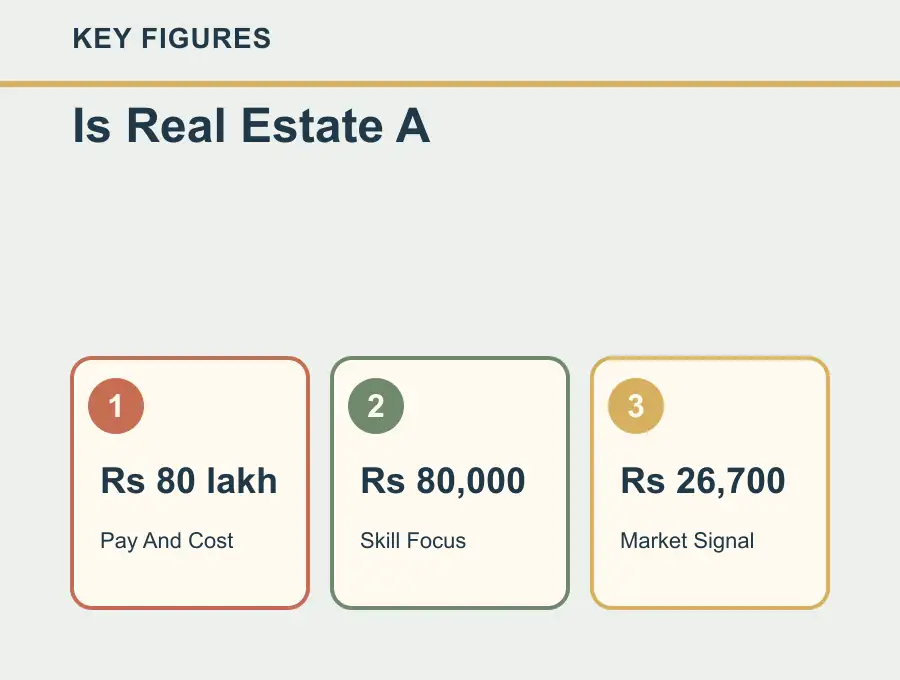 KEY FIGURES
Is Real Estate A
1
2
3
Rs 80 lakh
Rs 80,000
Rs 26,700
Pay And Cost
Skill Focus
Market Signal